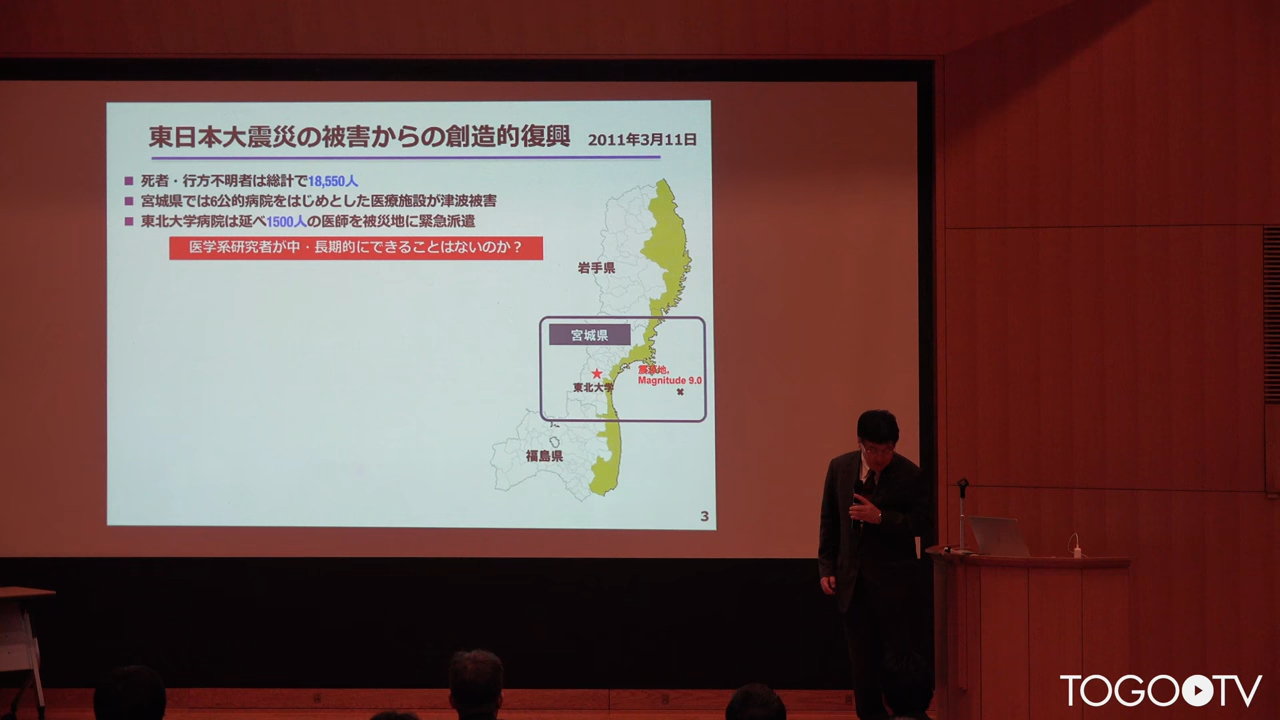 東日本大震災の被害からの創造的復興 2011年3月11日
■ 死者・行方不明者は総計で18,550人
■ 宮城県では6公的病院をはじめとした医療施設が津波被害
■ 東北大学病院は延べ1500人の医師を被災地に緊急派遣
医学系研究者が中・長期的にできることはないのか？
岩手県
宮城県
東北大学
Magnitude 9.0
福島県
3
TOGO TV